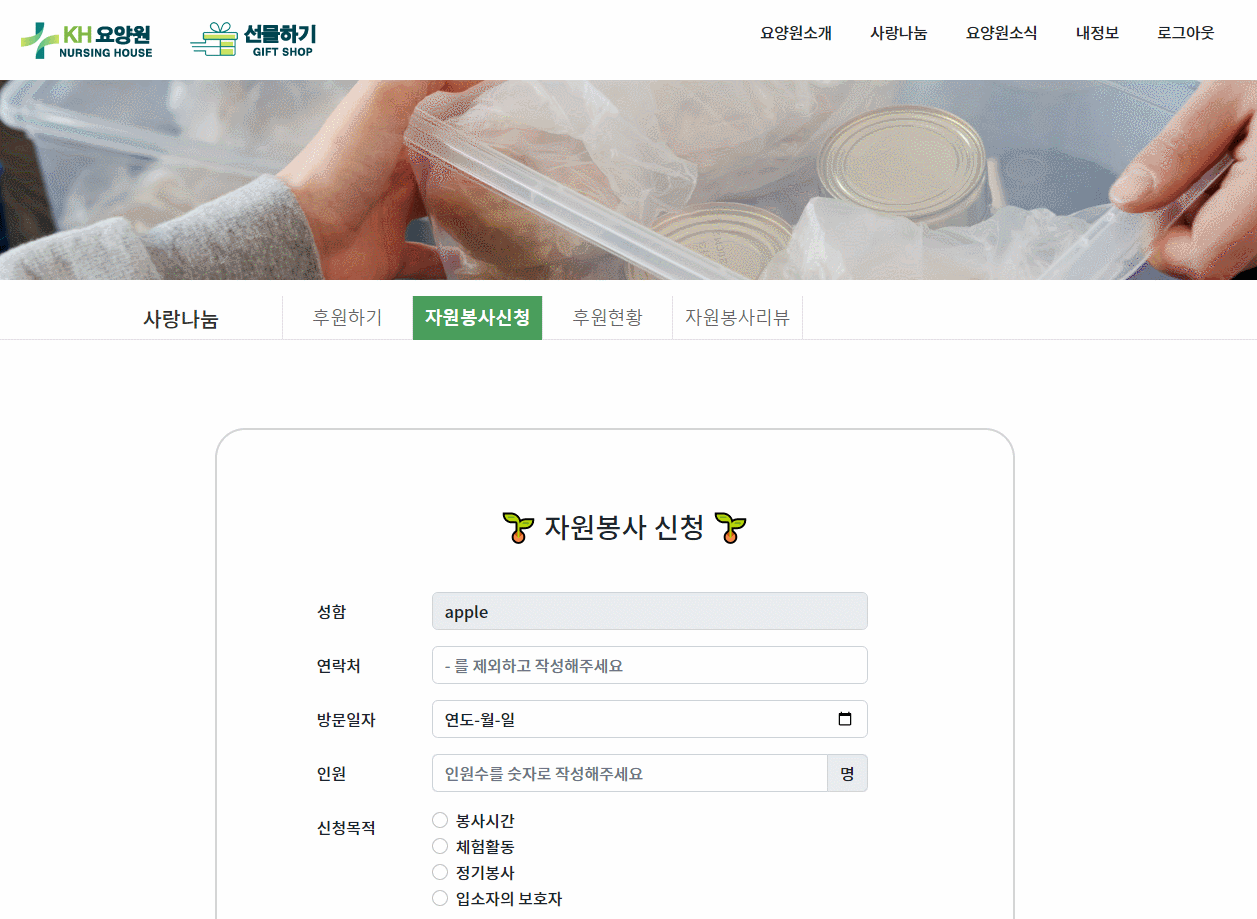 KH 요양원
NURSING HOUSE
선물하기
GIFT SHOP
요양원소개 사랑나눔 요양원소식 내정보 로그아웃
사랑나눔 후원하기 자원봉사신청 후원현황 자원봉사리뷰
자원봉사 신청
성함 apple
연락처 - 를 제외하고 작성해주세요
방문일자 연도-월-일
인원 인원수를 숫자로 작성해주세요 명
신청목적 봉사시간
체험활동
정기봉사
입소자의 보호자